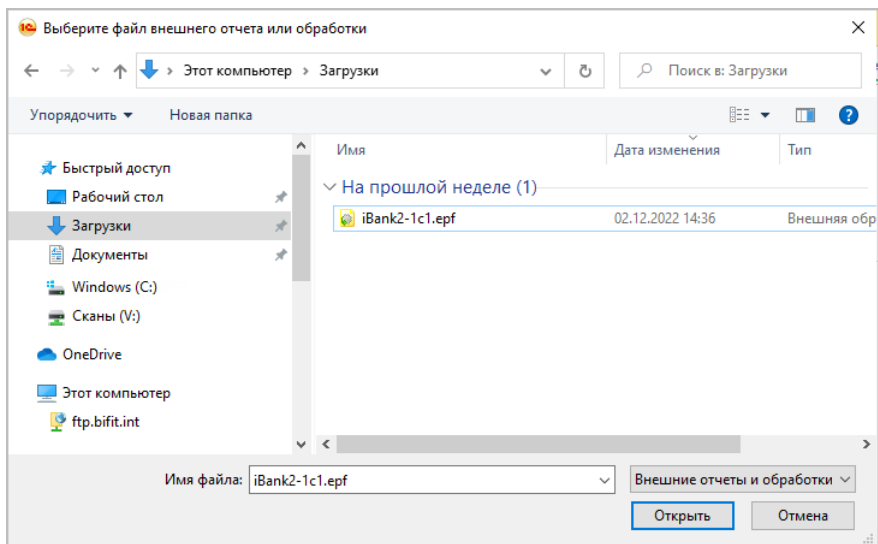 1С Выберите файл внешнего отчета или обработки
Этот компьютер › Загрузки
Поиск в: Загрузки
Упорядочить
Новая папка
Имя
Дата изменения
Тип
Быстрый доступ
Рабочий стол
Загрузки
Документы
Windows (C:)
Сканы (V:)
OneDrive
Этот компьютер
ftp.bifit.int
На прошлой неделе (1)
iBank2-1c1.epf
02.12.2022 14:36
Внешняя обр
Имя файла:
iBank2-1c1.epf
Внешние отчеты и обработки
Открыть
Отмена